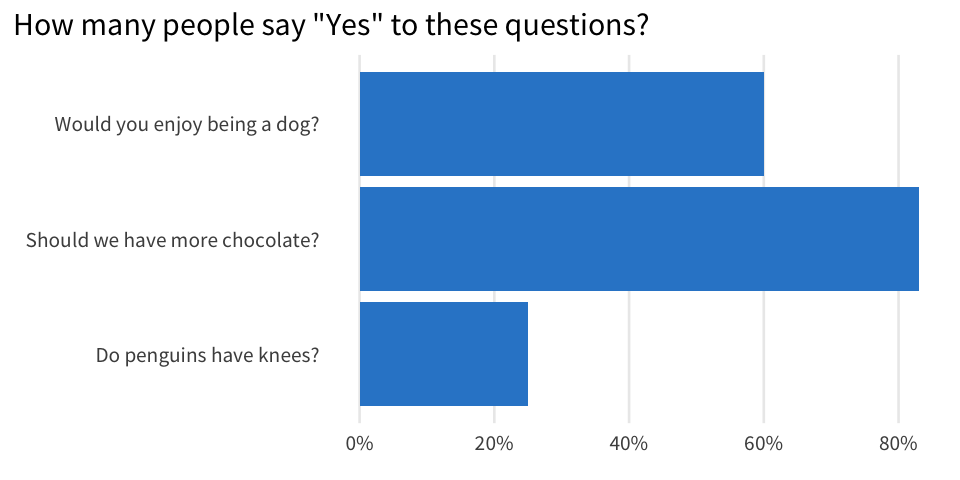 How many people say "Yes" to these questions?
Would you enjoy being a dog?
Should we have more chocolate?
Do penguins have knees?
0% 20% 40% 60% 80%